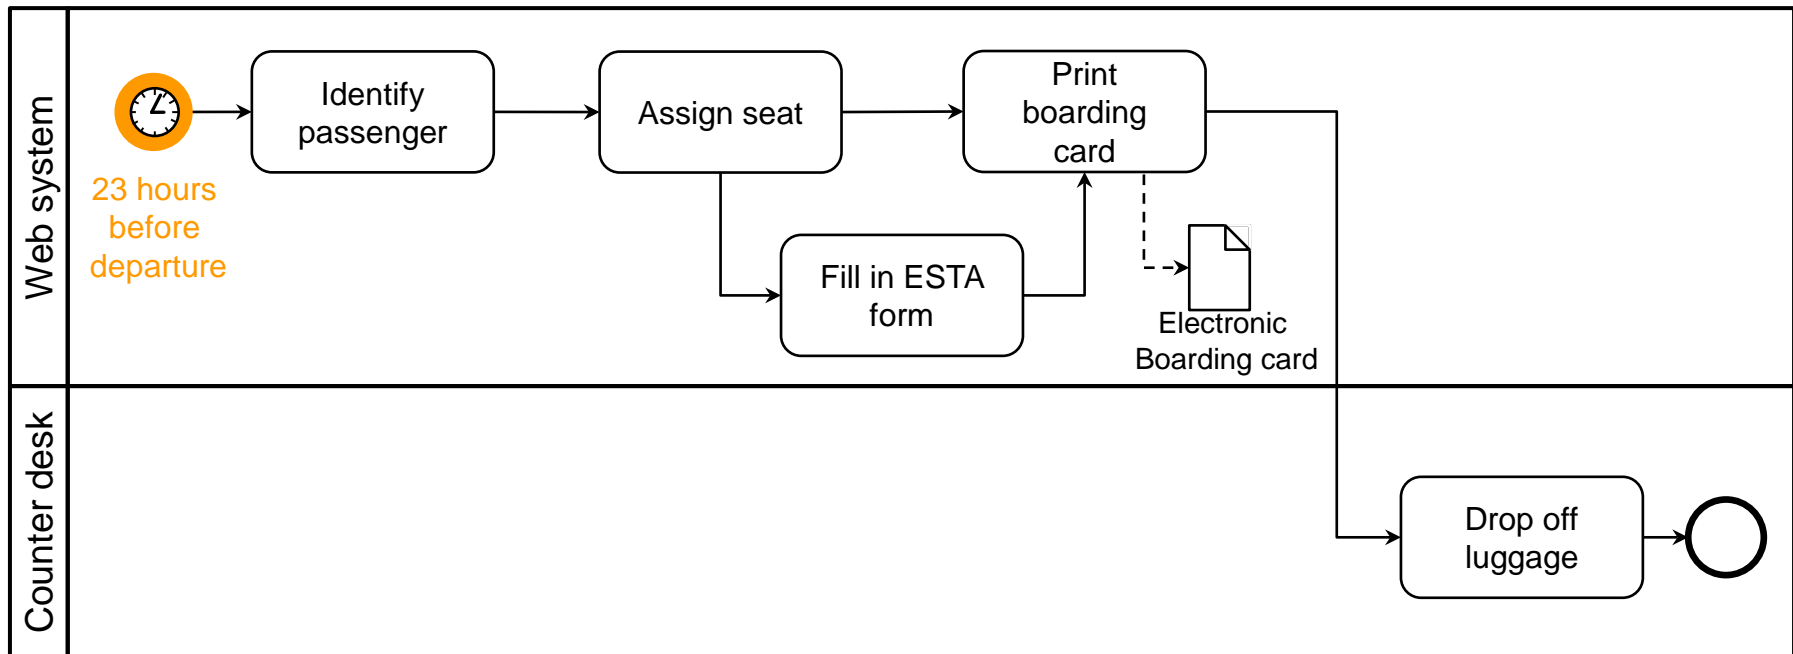 Web system
23 hours
before
departure
Identify
passenger
Assign seat
Print
boarding
card
Fill in ESTA
form
Electronic
Boarding card
Counter desk
Drop off
luggage